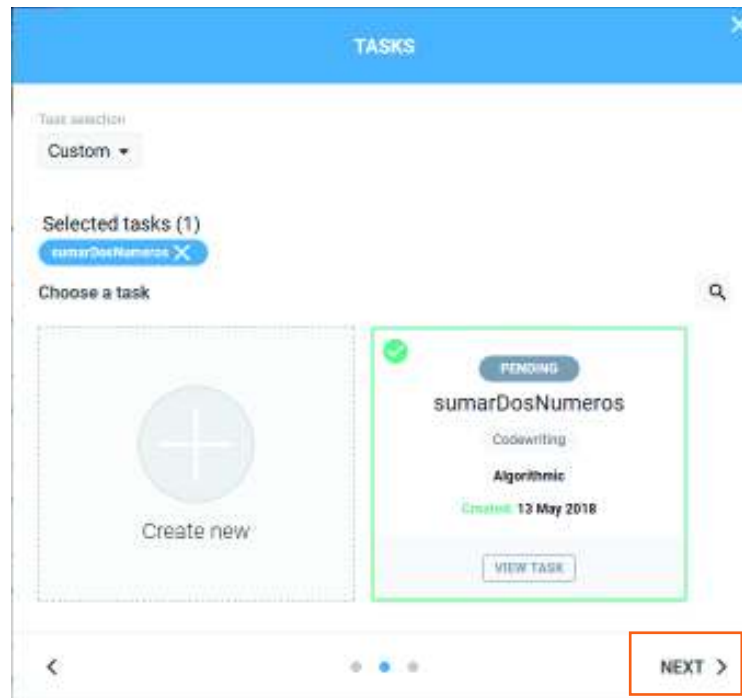 TASKS
Task selection
Custom
Selected tasks (1)
sumarDosNumeros
Choose a task
Create new
PENDING
sumarDosNumeros
Codewriting
Algorithmic
Created: 13 May 2018
VIEW TASK
NEXT